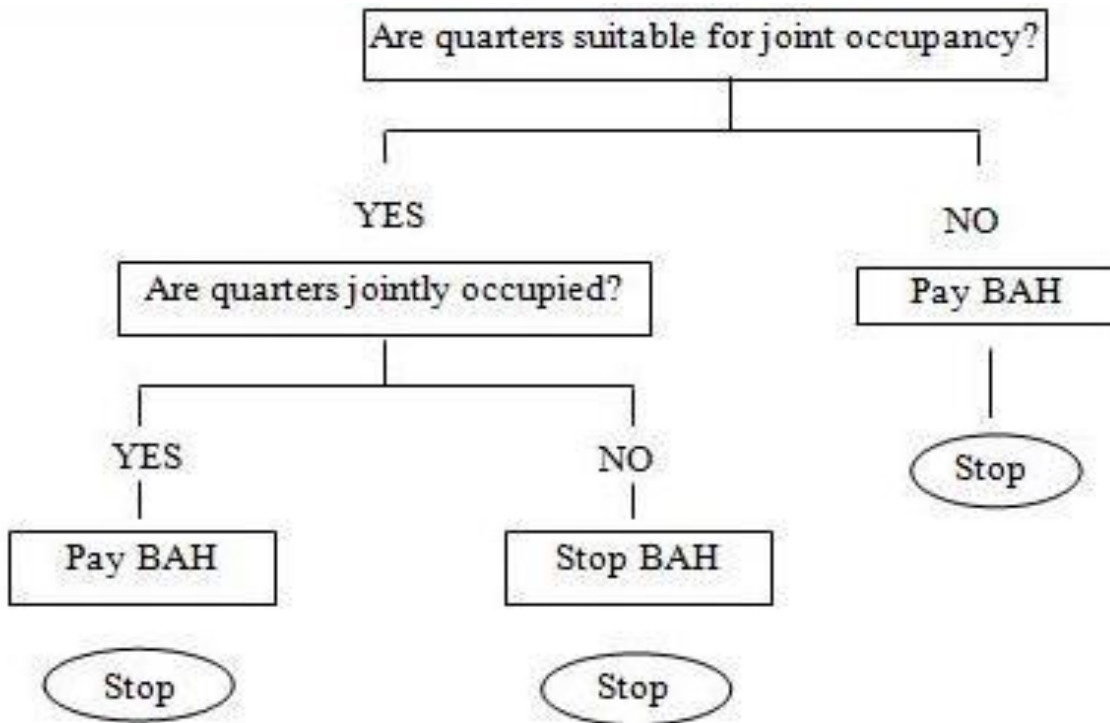 Are quarters suitable for joint occupancy?
YES
NO
Are quarters jointly occupied?
Pay BAH
YES
NO
Stop
Pay BAH
Stop BAH
Stop
Stop